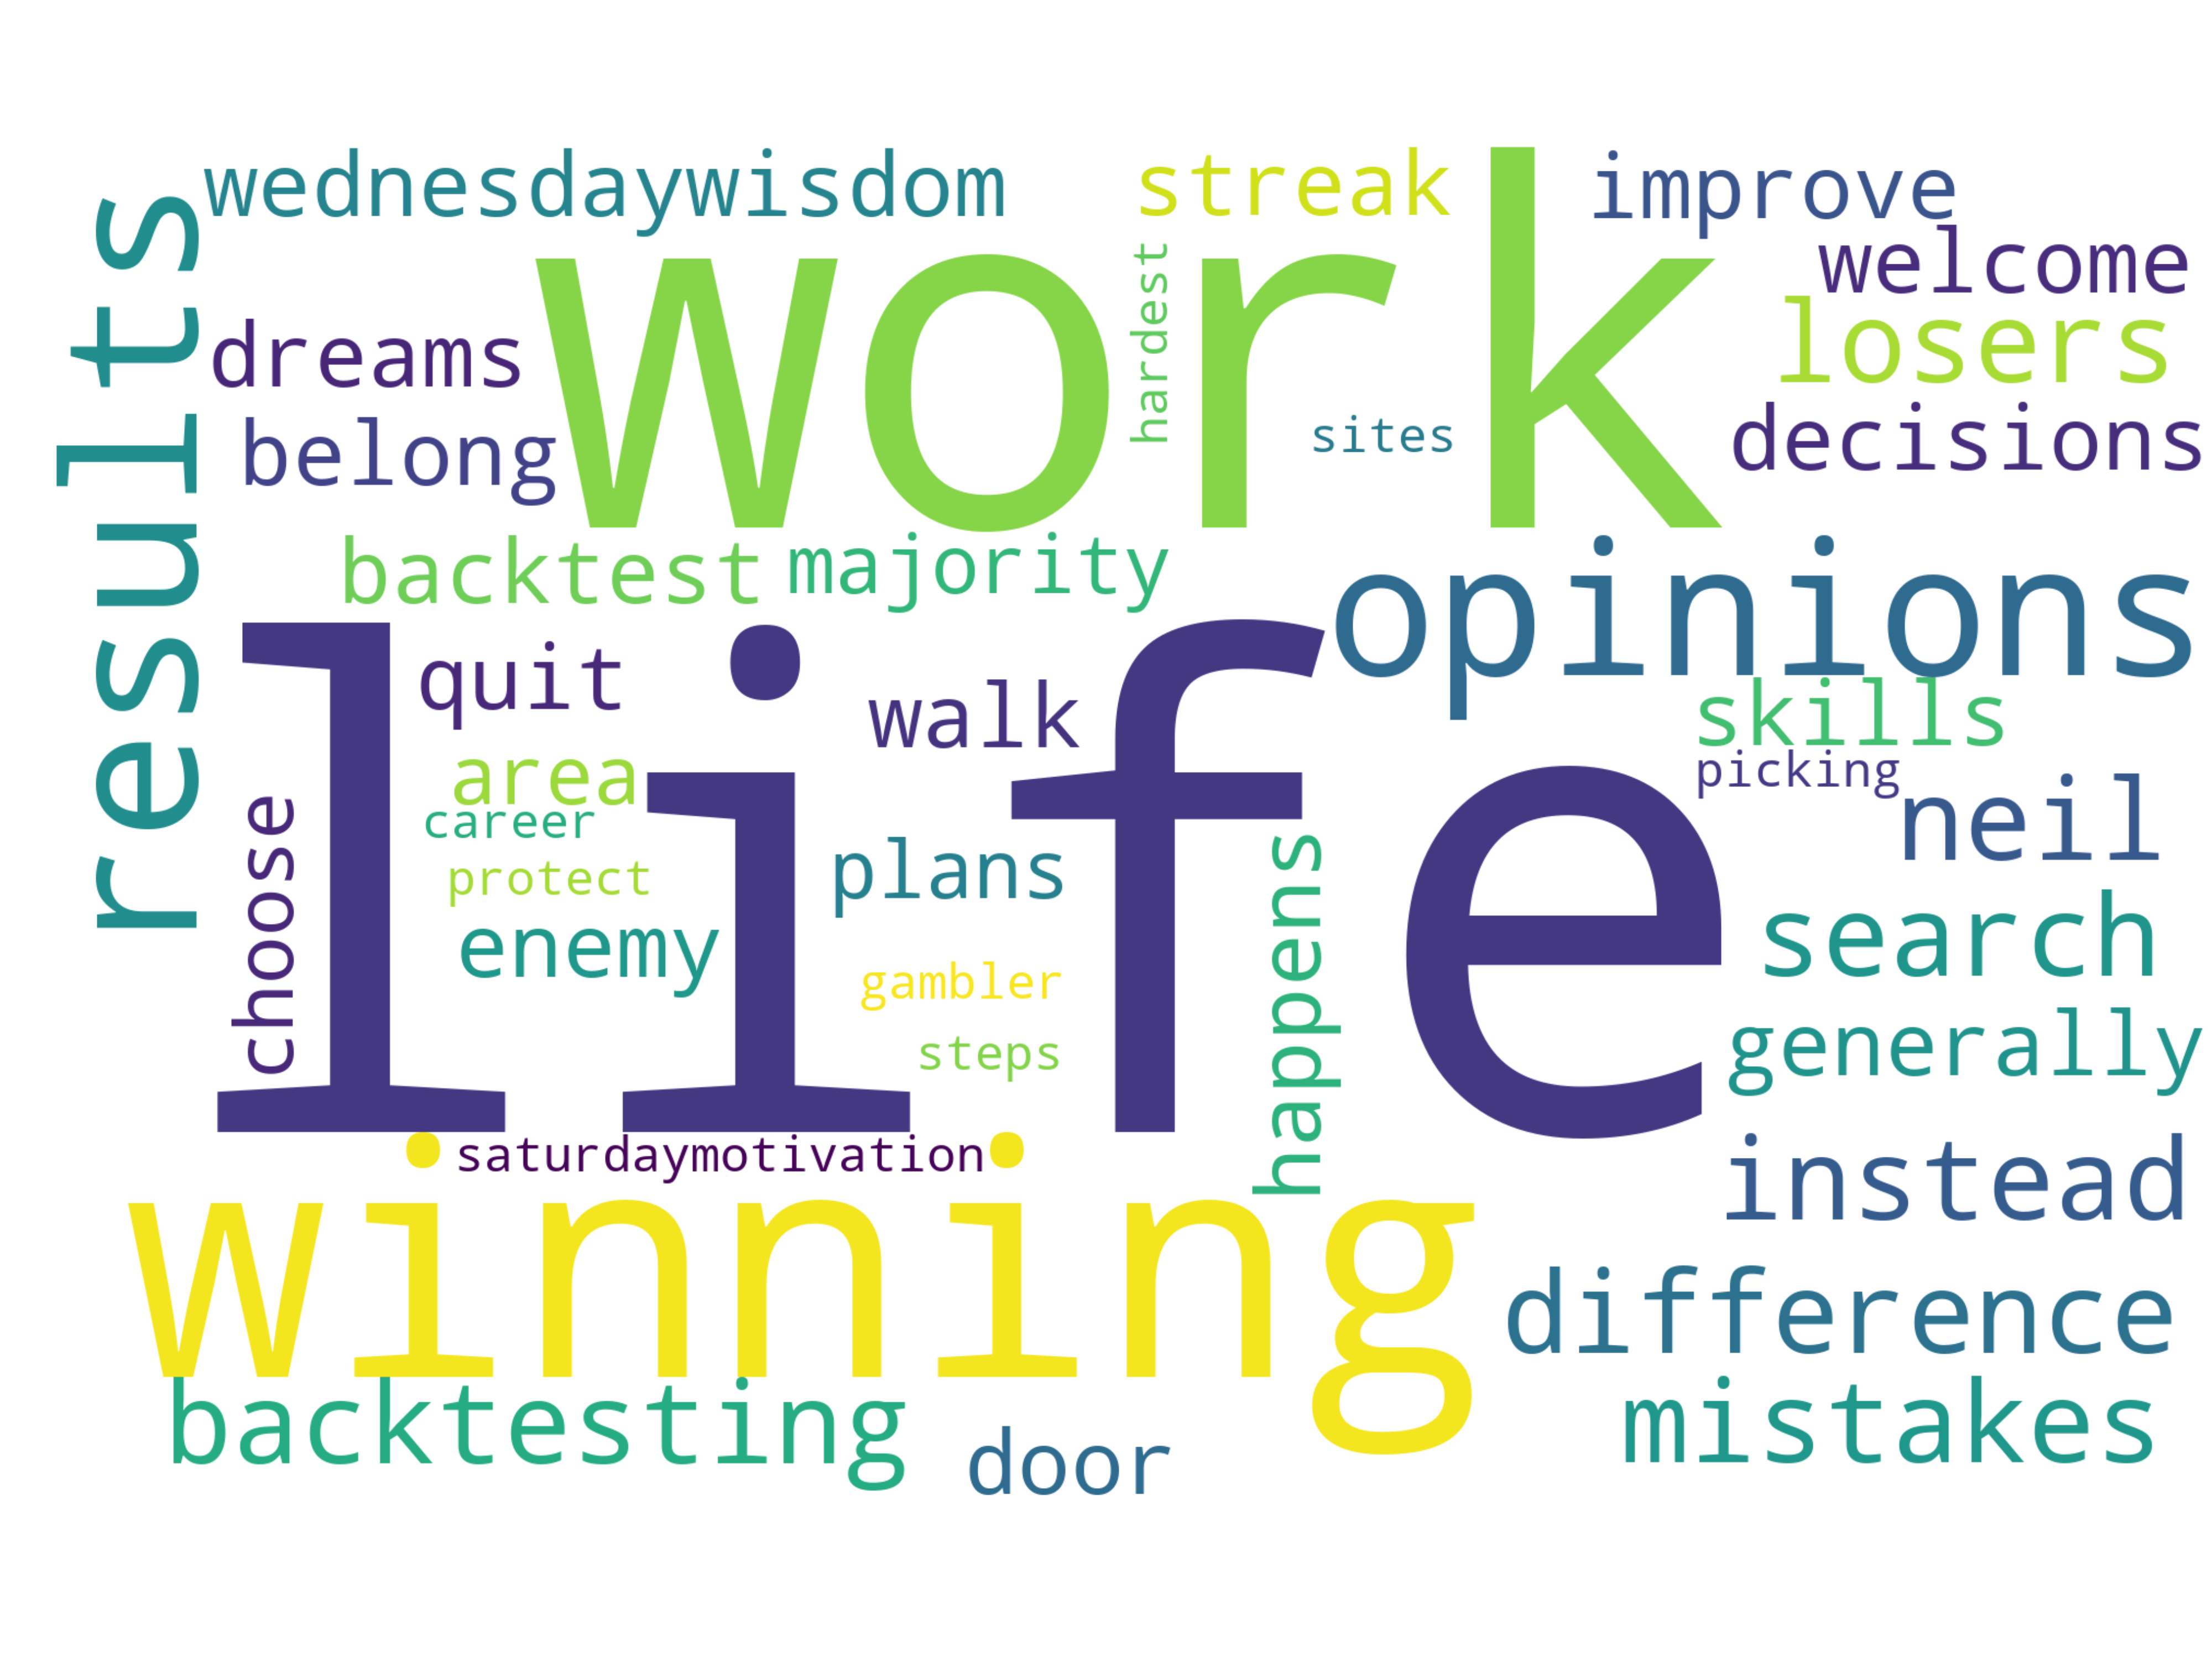 wednesdaywisdom
streak
improve
results
work
hardest
welcome
dreams
losers
belong
sites
decisions
backtest
majority
opinions
life
quit
walk
skills
area
picking
career
choose
neil
protect
plans
happens
enemy
search
gambler
steps
generally
saturdaymotivation
instead
winning
difference
backtesting
door
mistakes